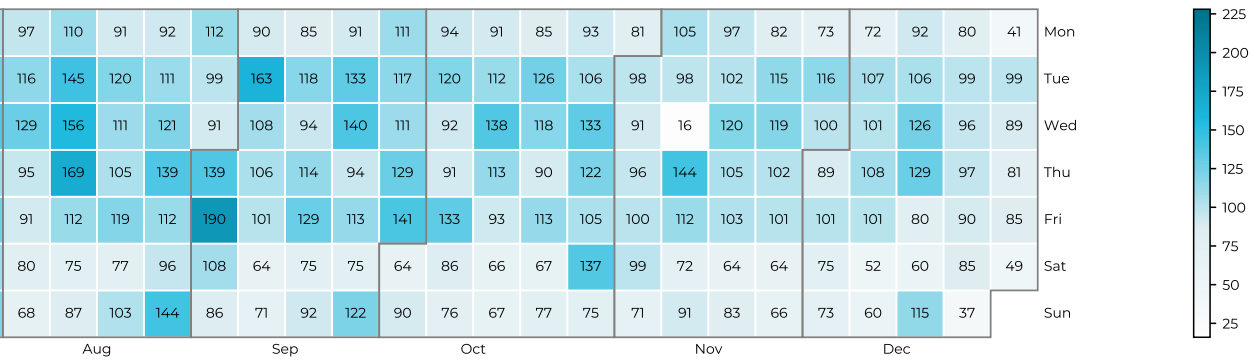 97 110 91 92 112 90 85 91 111 94 91 85 93 81 105 97 82 73 72 92 80 41 Mon
116 145 120 111 99 163 118 133 117 120 112 126 106 98 98 102 115 116 107 106 99 99 Tue
129 156 111 121 91 108 94 140 111 92 138 118 133 91 16 120 119 100 101 126 96 89 Wed
95 169 105 139 139 106 114 94 129 91 113 90 122 96 144 105 102 89 108 129 97 81 Thu
91 112 119 112 190 101 129 113 141 133 93 113 105 100 112 103 101 101 101 80 90 85 Fri
80 75 77 96 108 64 75 75 64 86 66 67 137 99 72 64 64 75 52 60 85 49 Sat
68 87 103 144 86 71 92 122 90 76 67 77 75 71 91 83 66 73 60 115 37 Sun
Aug Sep Oct Nov Dec
225
200
175
150
125
100
75
50
25